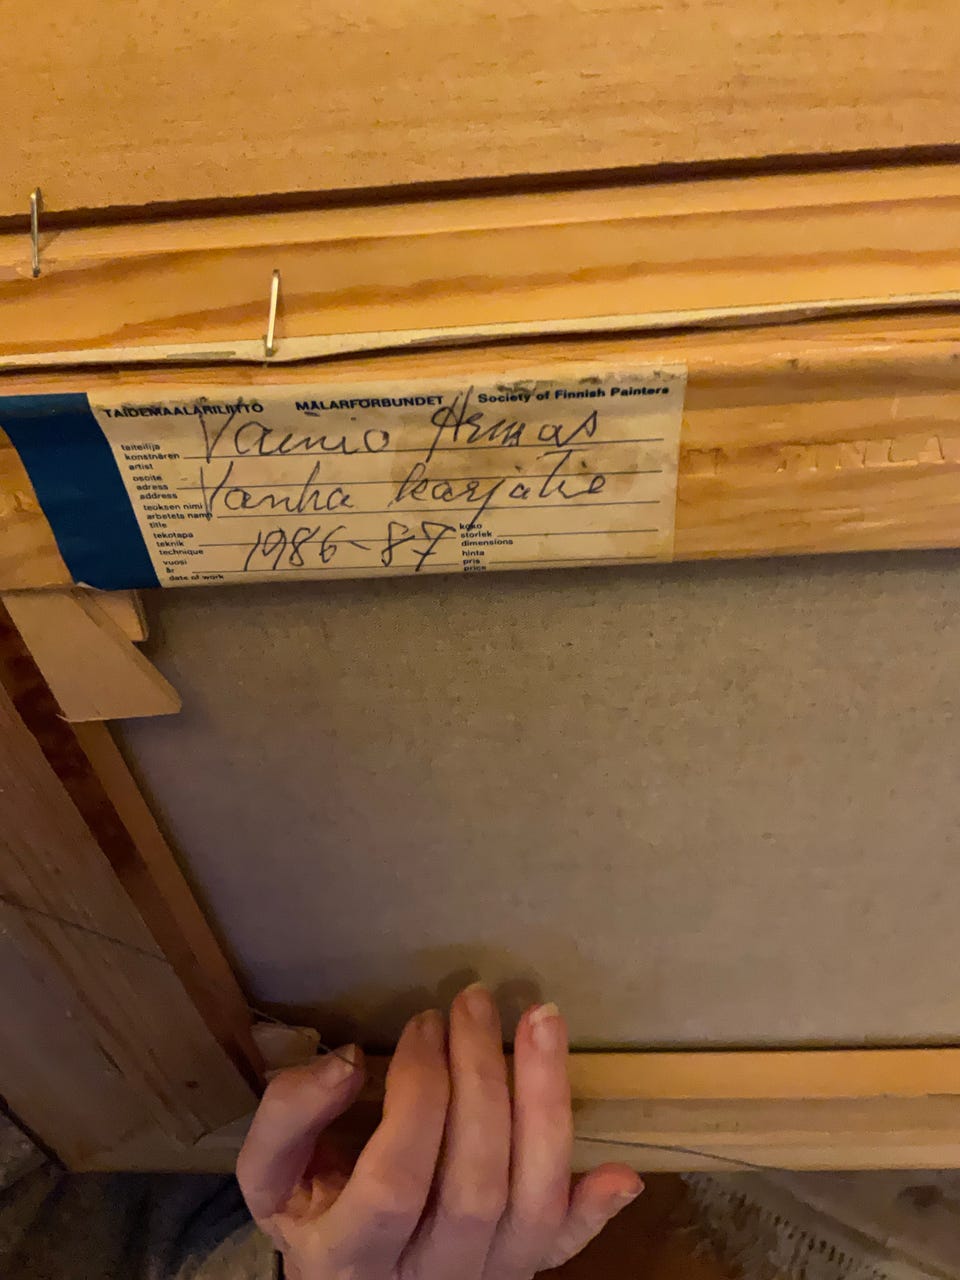 TAIDEMAALARILIITTO MÅLARFÖRBUNDET Society of Finnish Painters
taiteilija
konstnären
artist
Vainio
osoite
adress
address
Vanha karjatie
teoksen nimi
arbetets namn
title
tekotapa
teknik
technique
koko
storlek
dimensions
vuosi
år
date of work
1986-87
hinta
pris
price